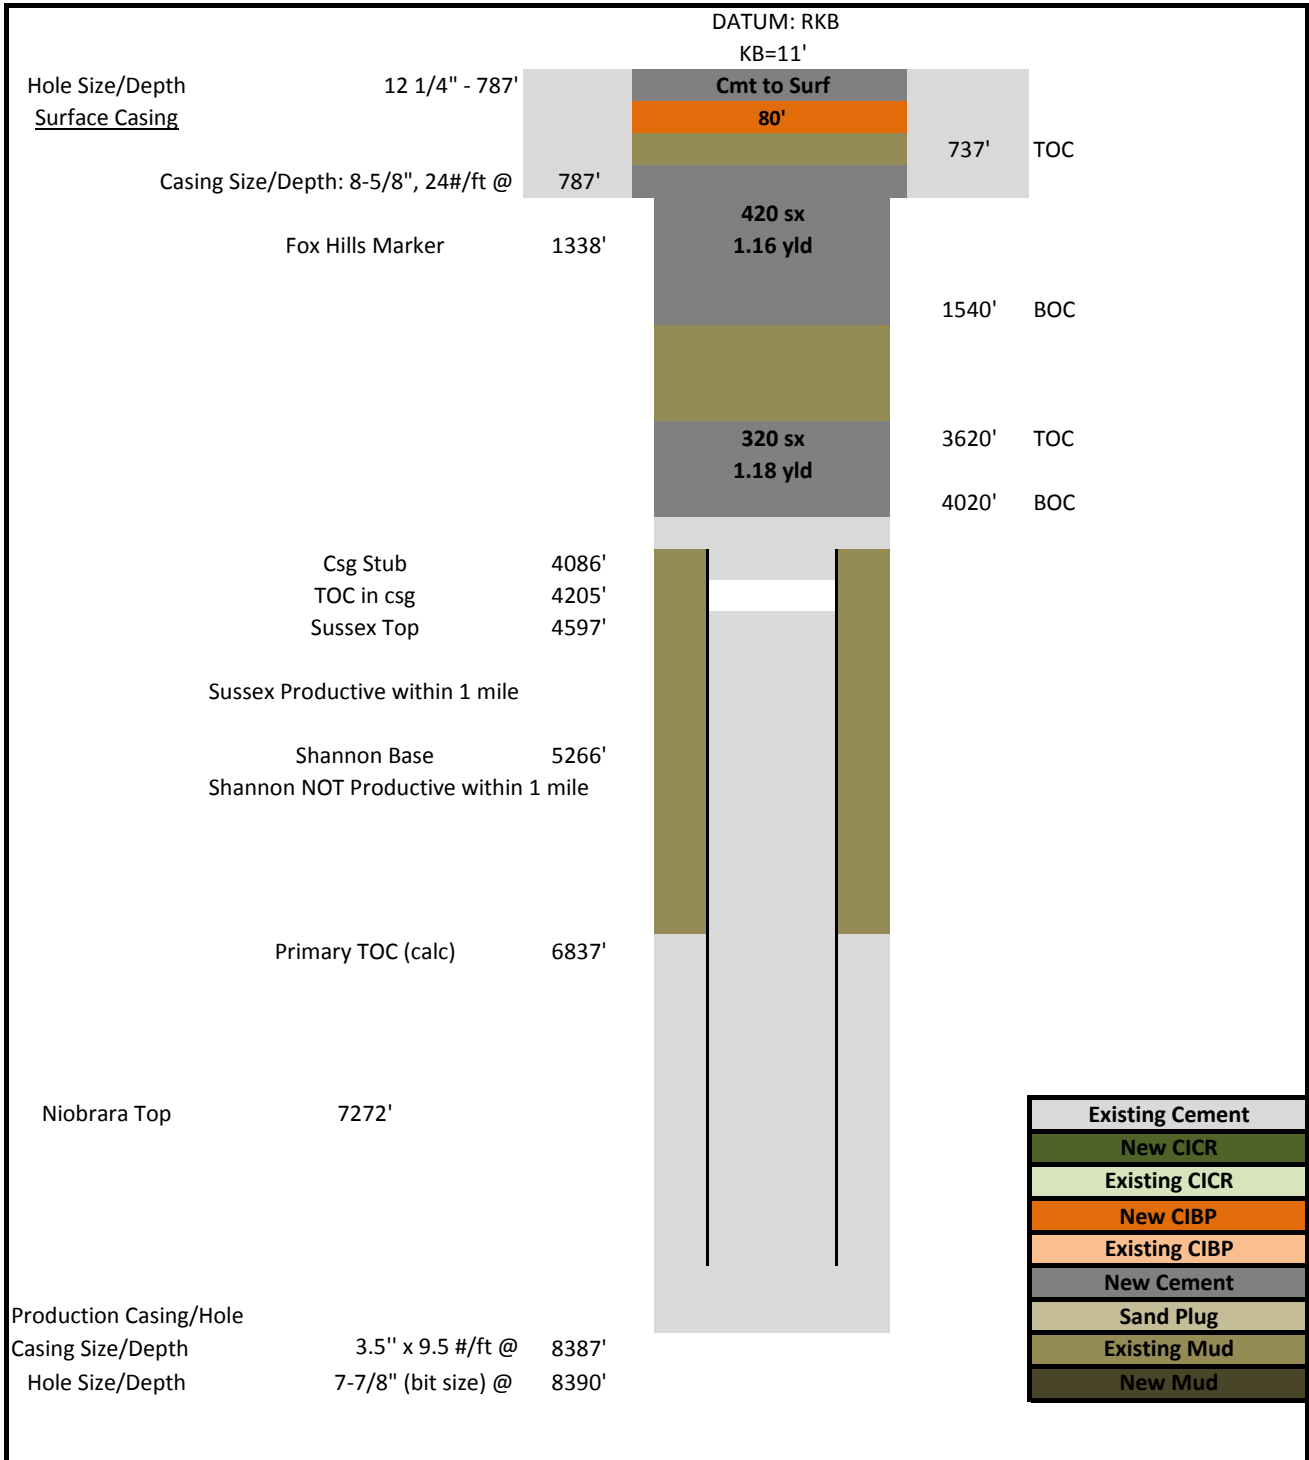 DATUM: RKB
KB=11'
Hole Size/Depth 12 1/4" - 787' Cmt to Surf
Surface Casing 80'
737' TOC
Casing Size/Depth: 8-5/8", 24#/ft @ 787'
420 sx
Fox Hills Marker 1338' 1.16 yld
1540' BOC
320 sx 3620' TOC
1.18 yld
4020' BOC
Csg Stub 4086'
TOC in csg 4205'
Sussex Top 4597'
Sussex Productive within 1 mile
Shannon Base 5266'
Shannon NOT Productive within 1 mile
Primary TOC (calc) 6837'
Niobrara Top 7272' Existing Cement
New CICR
Existing CICR
New CIBP
Existing CIBP
New Cement
Production Casing/Hole Sand Plug
Casing Size/Depth 3.5'' x 9.5 #/ft @ 8387' Existing Mud
Hole Size/Depth 7-7/8" (bit size) @ 8390' New Mud